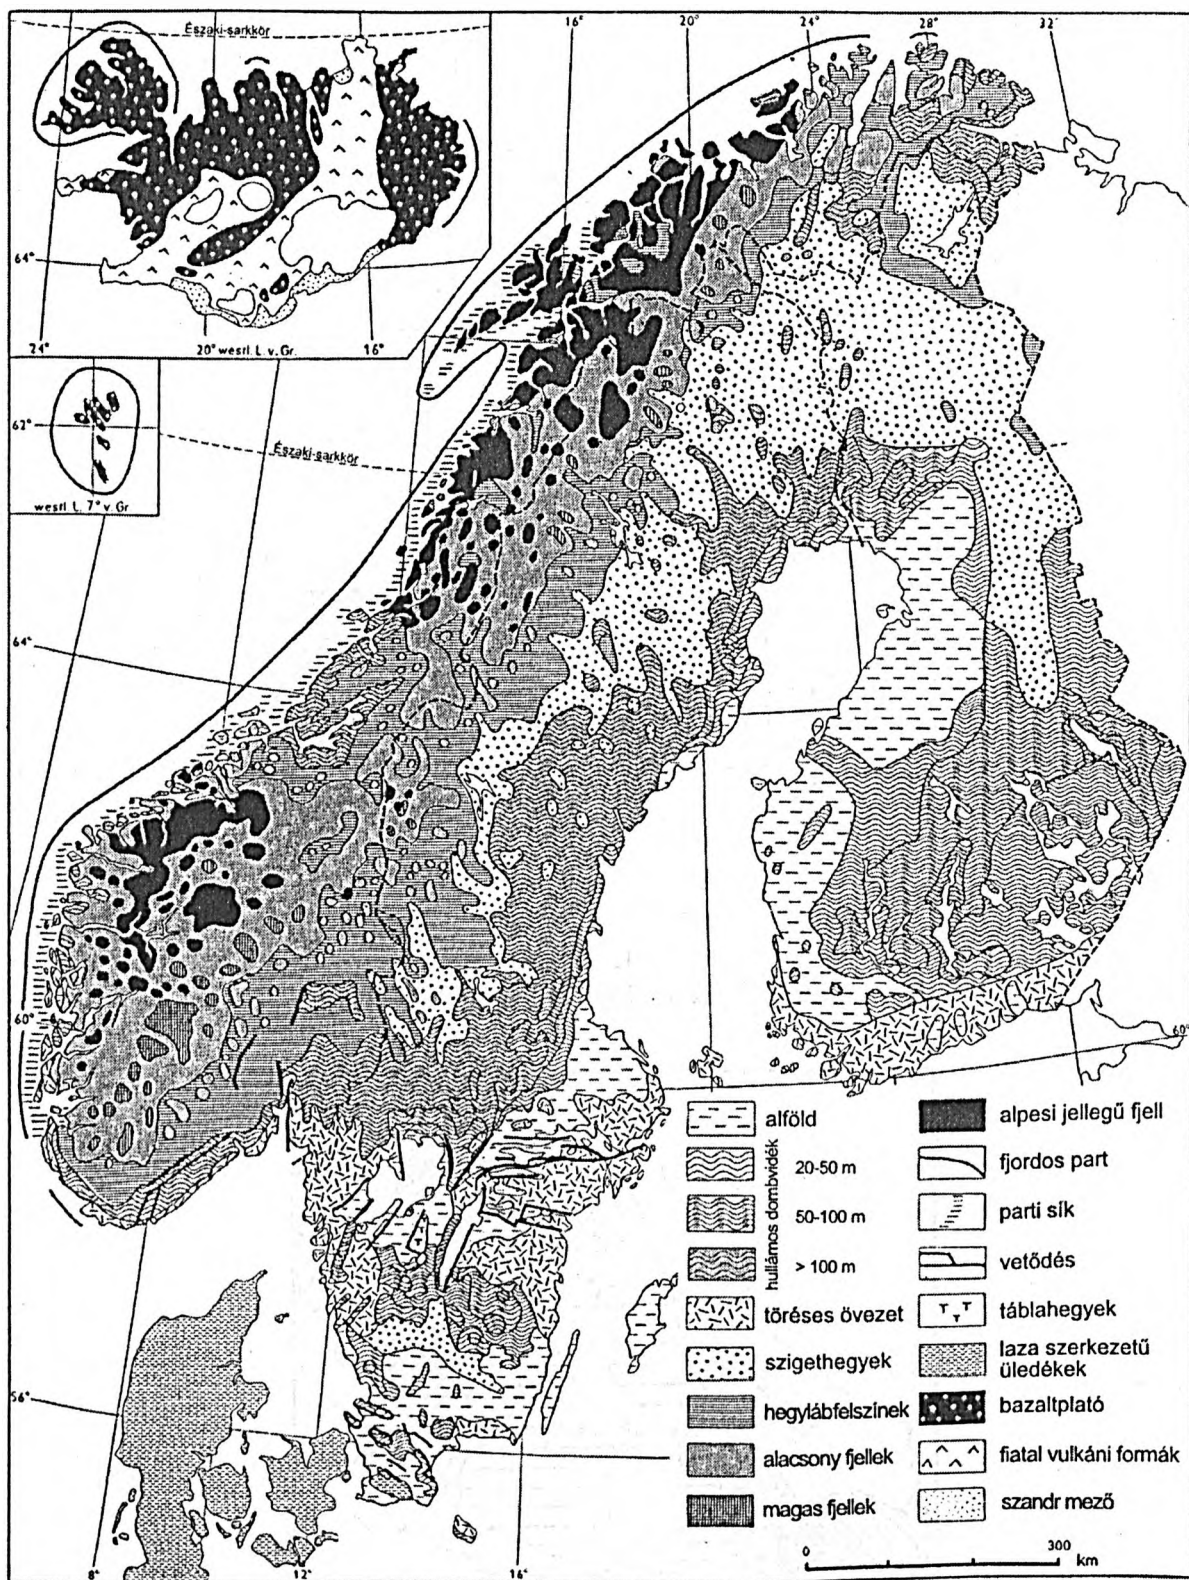 16°
20°
24°
28°
32°
Északi-sarkkör
64°
24°
20° westl. L. v. Gr.
16°
62°
westl L. 7° v. Gr
Északi-sarkkör
64°
60°
60°
56°
8°
12°
16°
alföld
hullámos dombvidék
20-50 m
50-100 m
> 100 m
töréses övezet
szigethegyek
hegylábfelszínek
alacsony fjellek
magas fjellek
alpesi jellegű fjell
fjordos part
parti sík
vetődés
táblahegyek
laza szerkezetű
üledékek
bazaltplató
fiatal vulkáni formák
szandr mező
0
300
km